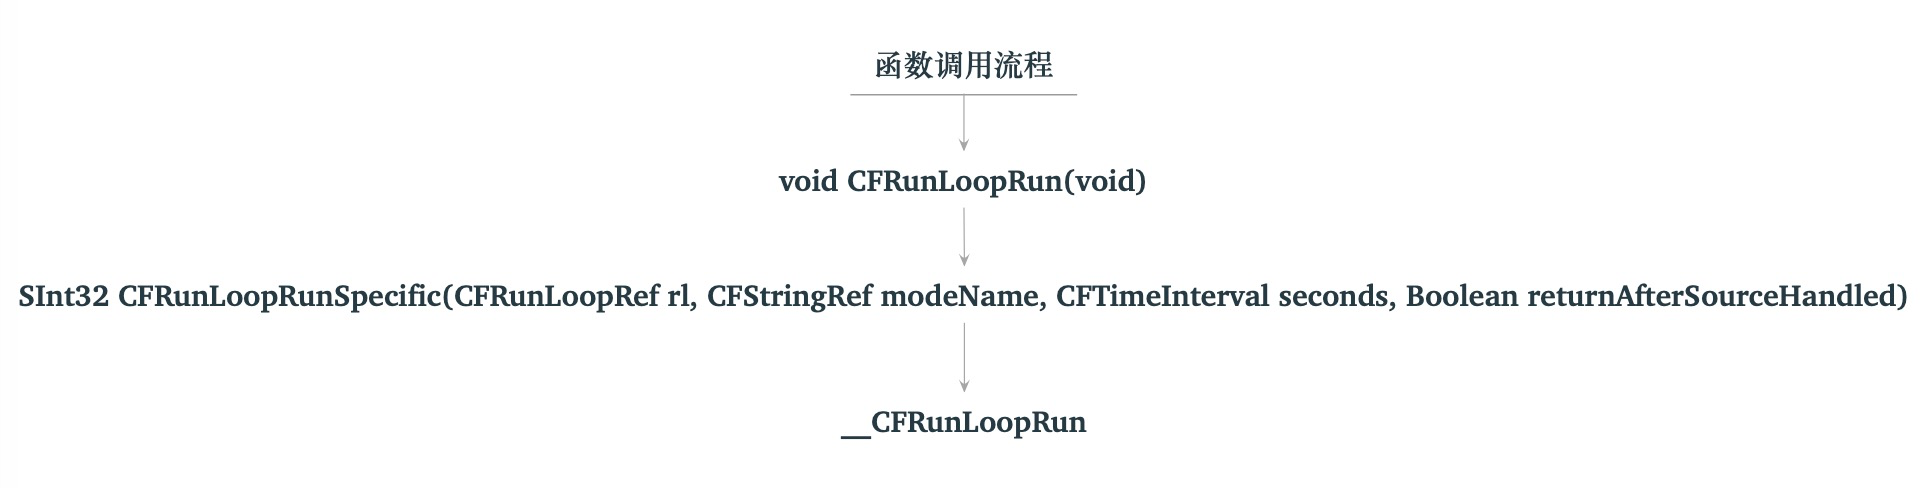 函数调用流程
void CFRunLoopRun(void)
SInt32 CFRunLoopRunSpecific(CFRunLoopRef rl, CFStringRef modeName, CFTimeInterval seconds, Boolean returnAfterSourceHandled)
__CFRunLoopRun